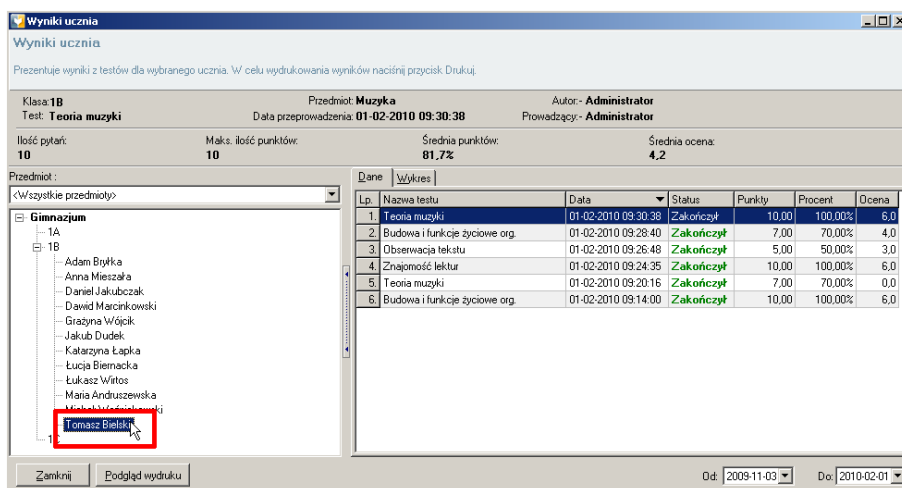 Wyniki ucznia
Wyniki ucznia
Prezentuje wyniki z testów dla wybranego ucznia. W celu wydrukowania wyników naciśnij przycisk Drukuj.
Klasa: 1B Przedmiot: Muzyka Autor:- Administrator
Test: Teoria muzyki Data przeprowadzenia: 01-02-2010 09:30:38 Prowadzący:- Administrator
Ilość pytań: Maks. ilość punktów: Średnia punktów: Średnia ocena:
10 10 81,7% 4,2
Przedmiot :
<Wszystkie przedmioty>
Gimnazjum
1A
1B
Adam Bryłka
Anna Mieszała
Daniel Jakubczak
Dawid Marcinkowski
Grażyna Wójcik
Jakub Dudek
Katarzyna Łapka
Łucja Biernacka
Łukasz Wirtos
Maria Andruszewska
Tomasz Bielski
Dane Wykres
Lp. Nazwa testu Data Status Punkty Procent Ocena
1. Teoria muzyki 01-02-2010 09:30:38 Zakończył 10,00 100,00% 6,0
2. Budowa i funkcje życiowe org. 01-02-2010 09:28:40 Zakończył 7,00 70,00% 4,0
3. Obserwacja tekstu 01-02-2010 09:26:48 Zakończył 5,00 50,00% 3,0
4. Znajomość lektur 01-02-2010 09:24:35 Zakończył 10,00 100,00% 6,0
5. Teoria muzyki 01-02-2010 09:20:16 Zakończył 7,00 70,00% 0,0
6. Budowa i funkcje życiowe org. 01-02-2010 09:14:00 Zakończył 10,00 100,00% 6,0
Zamknij Podgląd wydruku Od: 2009-11-03 Do: 2010-02-01